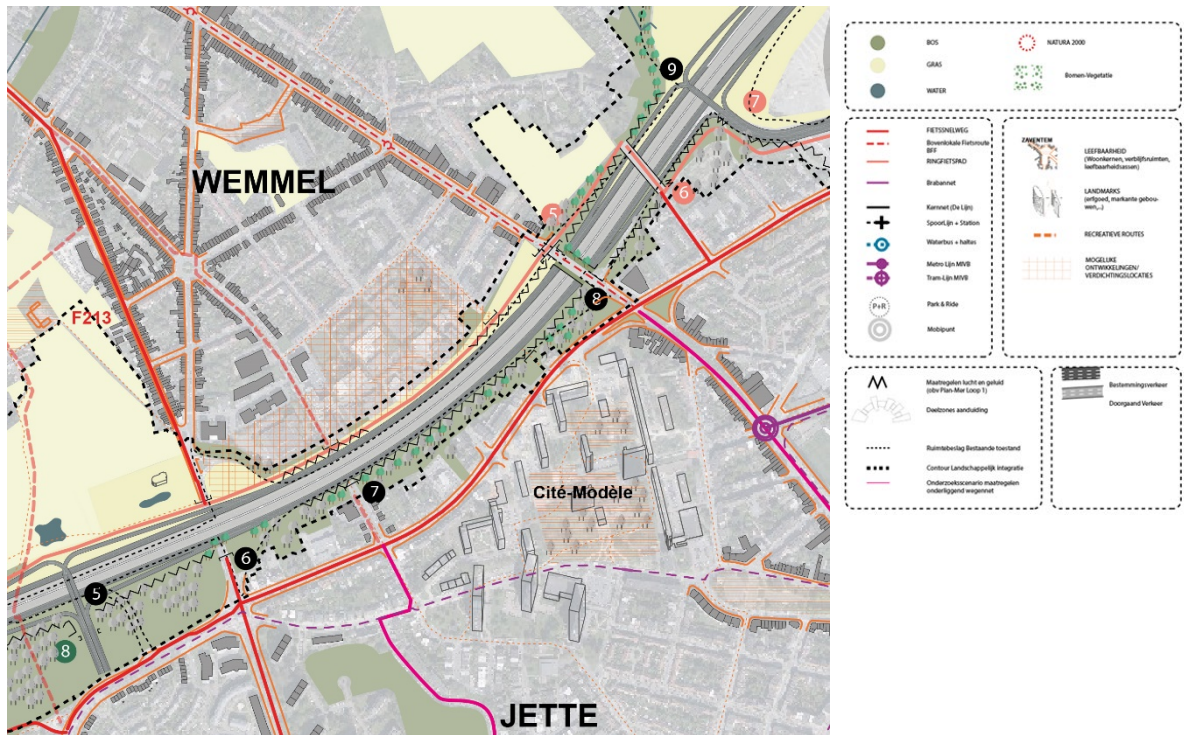 WEMMEL
F213
Cité-Modèle
JETTE
9
7
6
5
8
7
6
5
8
BOS
GRAS
WATER
NATURA 2000
Bomen-Vegetatie
FIETSSNELWEG
Bovenlokale Fietsroute
BFF
RINGFIETSPAD
Brabannet
Kernnet (De Lijn)
SpoorLijn + Station
Waterbus + haltes
Metro Lijn MIVB
Tram-Lijn MIVB
P+R
Park & Ride
Mobipunt
ZAVENTEM
LEEFBAARHEID
(Woonkernen, verblijfsruimten,
leefbaarheidsassen)
LANDMARKS
(erfgoed, markante gebou-
wen,..)
RECREATIEVE ROUTES
MOGELIJKE
ONTWIKKELINGEN/
VERDICHTINGSLOCATIES
Maatregelen lucht en geluid
(obv Plan-Mer Loop 1)
Deelzones aanduiding
Ruimtebeslag Bestaande toestand
Contour Landschappelijk Integratie
Onderzoeksscenario maatregelen
onderliggend wegennet
Bestemmingsverkeer
Doorgaand Verkeer